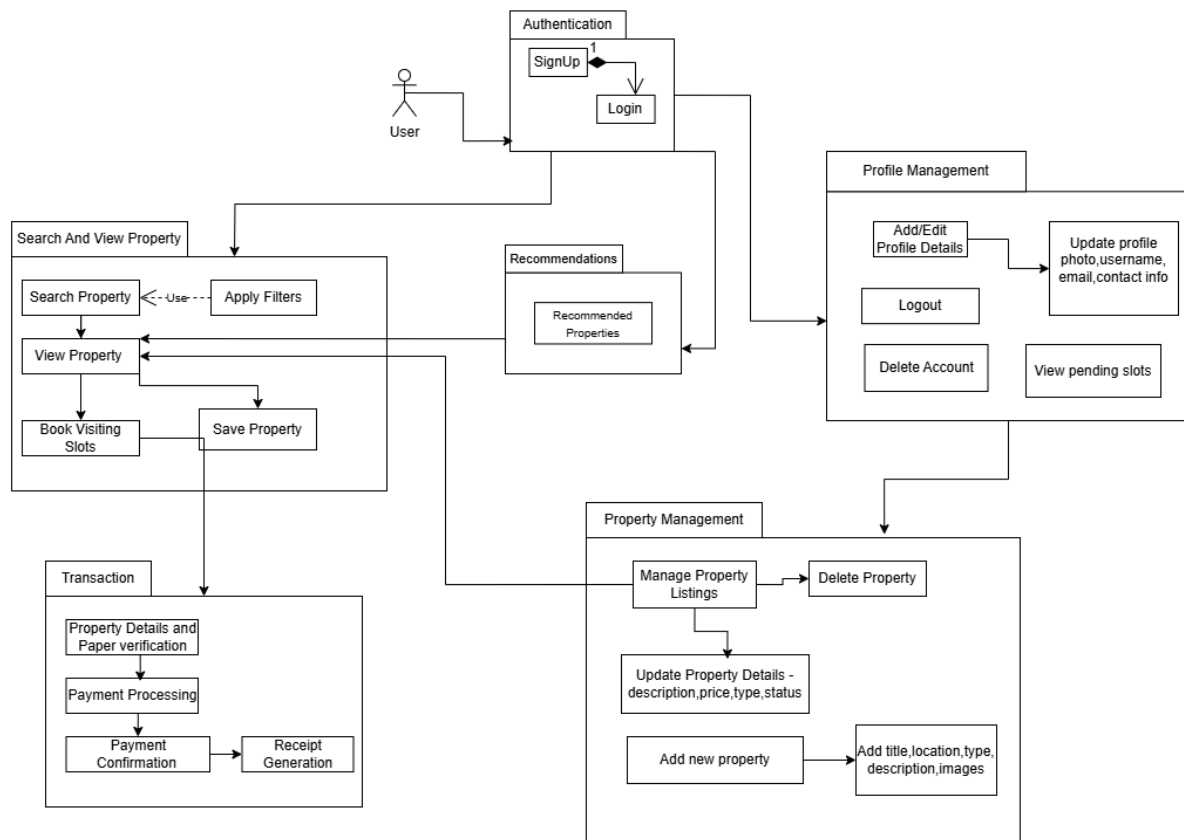 Authentication
1
SignUp
Login
User
Profile Management
Add/Edit
Profile Details
Update profile
photo,username,
email,contact info
Logout
Delete Account
View pending slots
Search And View Property
Search Property
Use
Apply Filters
View Property
Book Visiting
Slots
Save Property
Recommendations
Recommended
Properties
Property Management
Manage Property
Listings
Delete Property
Update Property Details -
description,price,type,status
Add new property
Add title,location,type,
description,images
Transaction
Property Details and
Paper verification
Payment Processing
Payment
Confirmation
Receipt
Generation